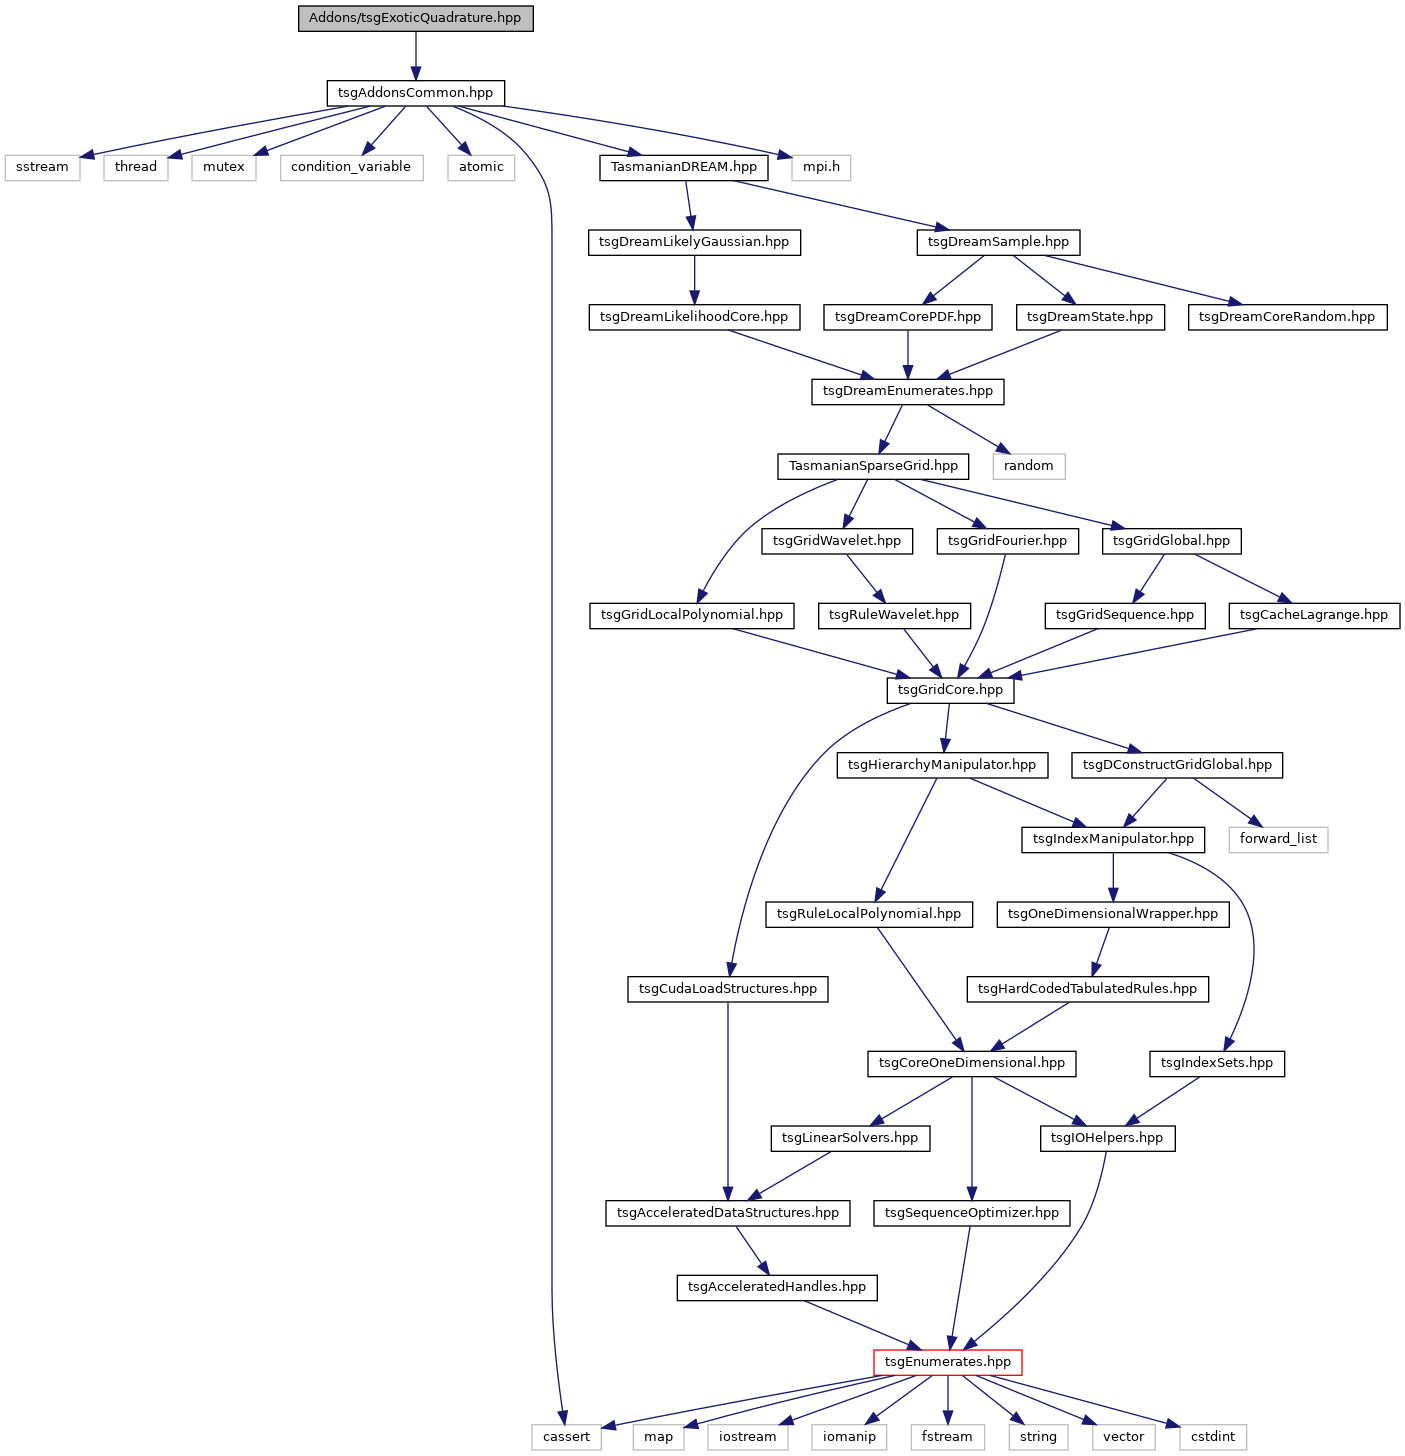 Addons/tsgExoticQuadrature.hpp
tsgAddonsCommon.hpp
sstream
thread
mutex
condition_variable
atomic
TasmanianDREAM.hpp
mpi.h
tsgDreamLikelyGaussian.hpp
tsgDreamSample.hpp
tsgDreamLikelihoodCore.hpp
tsgDreamCorePDF.hpp
tsgDreamState.hpp
tsgDreamCoreRandom.hpp
tsgDreamEnumerates.hpp
TasmanianSparseGrid.hpp
random
tsgGridWavelet.hpp
tsgGridFourier.hpp
tsgGridGlobal.hpp
tsgGridLocalPolynomial.hpp
tsgRuleWavelet.hpp
tsgGridSequence.hpp
tsgCacheLagrange.hpp
tsgGridCore.hpp
tsgHierarchyManipulator.hpp
tsgDConstructGridGlobal.hpp
tsgIndexManipulator.hpp
forward_list
tsgRuleLocalPolynomial.hpp
tsgOneDimensionalWrapper.hpp
tsgCudaLoadStructures.hpp
tsgHardCodedTabulatedRules.hpp
tsgCoreOneDimensional.hpp
tsgIndexSets.hpp
tsgLinearSolvers.hpp
tsgIOHelpers.hpp
tsgAcceleratedDataStructures.hpp
tsgSequenceOptimizer.hpp
tsgAcceleratedHandles.hpp
tsgEnumerates.hpp
cassert
map
iostream
iomanip
fstream
string
vector
cstdint